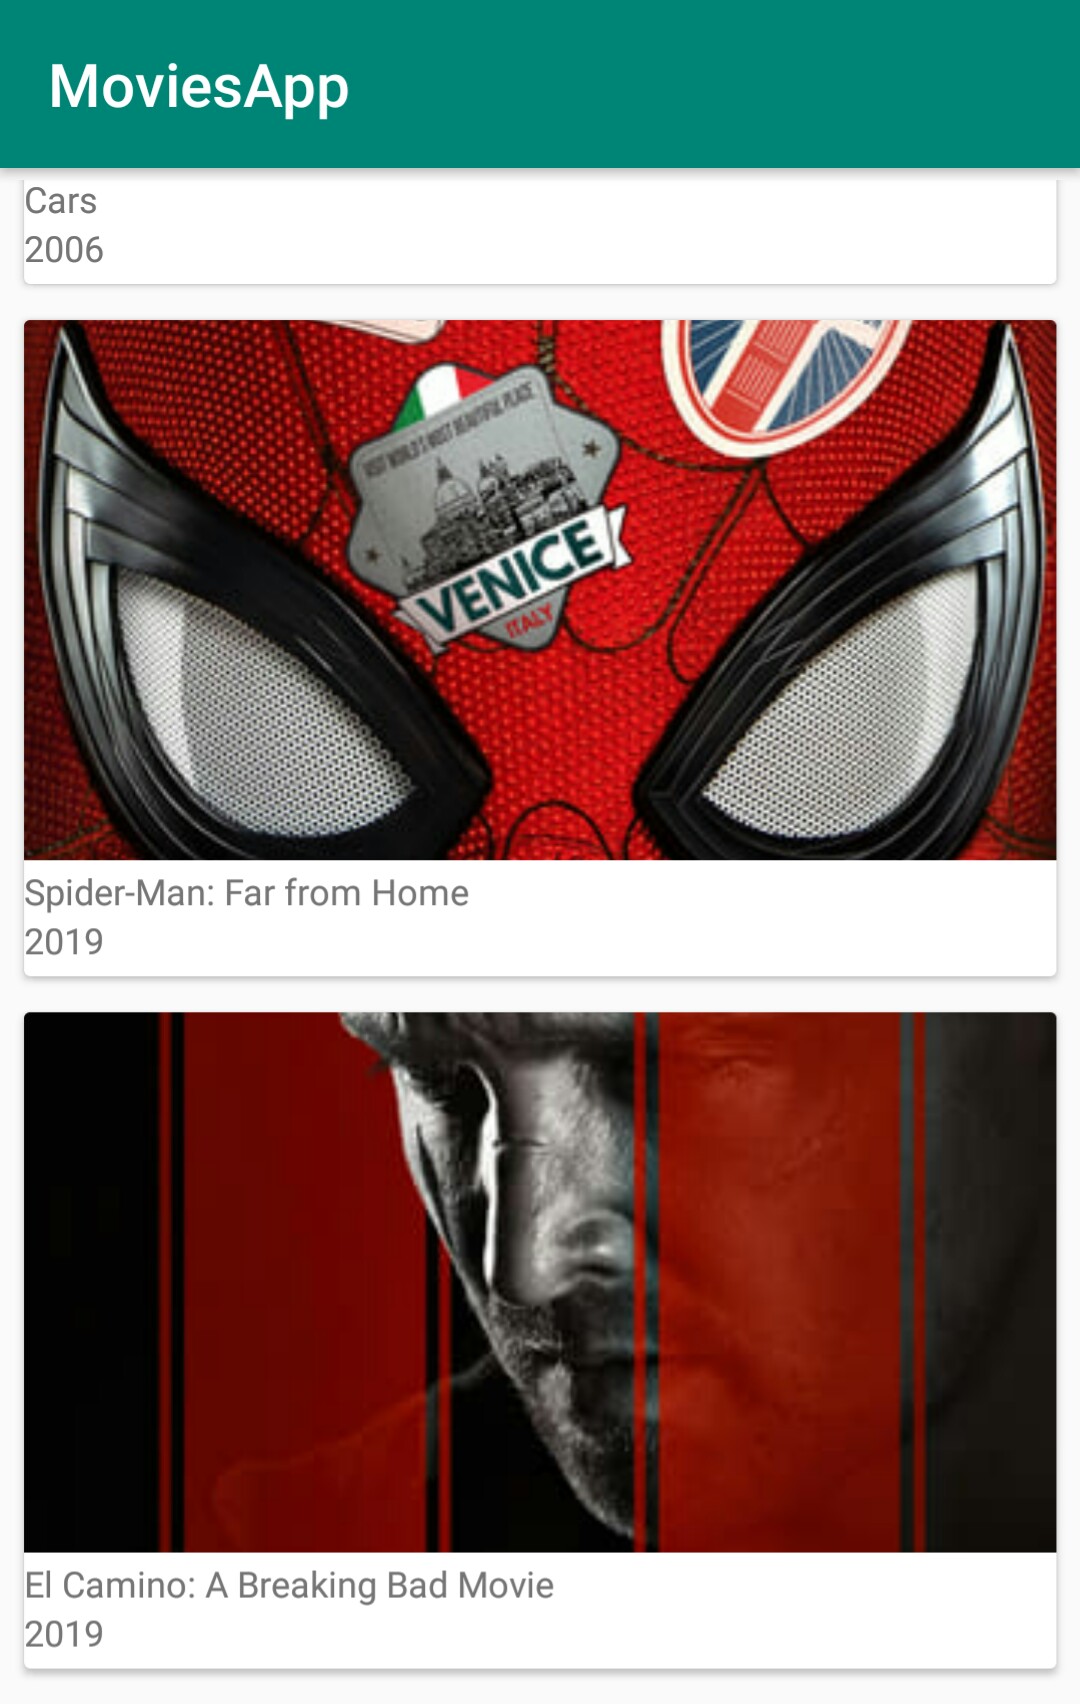 MoviesApp
Cars
2006
VISIT WORLD'S MOST BEAUTIFUL PLACE
VENICE
ITALY
Spider-Man: Far from Home
2019
El Camino: A Breaking Bad Movie
2019